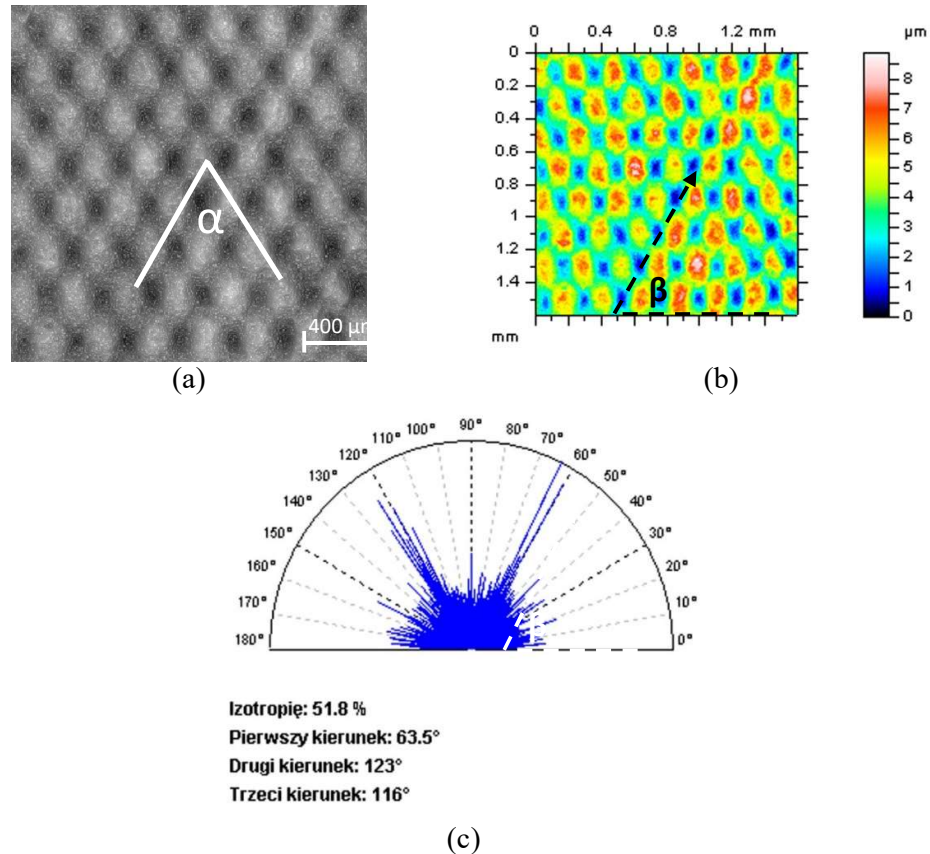 α
400 μm
(a)
0 0.4 0.8 1.2 mm
µm
0
0.2
0.4
0.6
0.8
1
1.2
1.4
mm
β
8
7
6
5
4
3
2
1
0
(b)
180° 170° 160° 150° 140° 130° 120° 110° 100° 90° 80° 70° 60° 50° 40° 30° 20° 10° 0°
Izotropię: 51.8 %
Pierwszy kierunek: 63.5°
Drugi kierunek: 123°
Trzeci kierunek: 116°
(c)